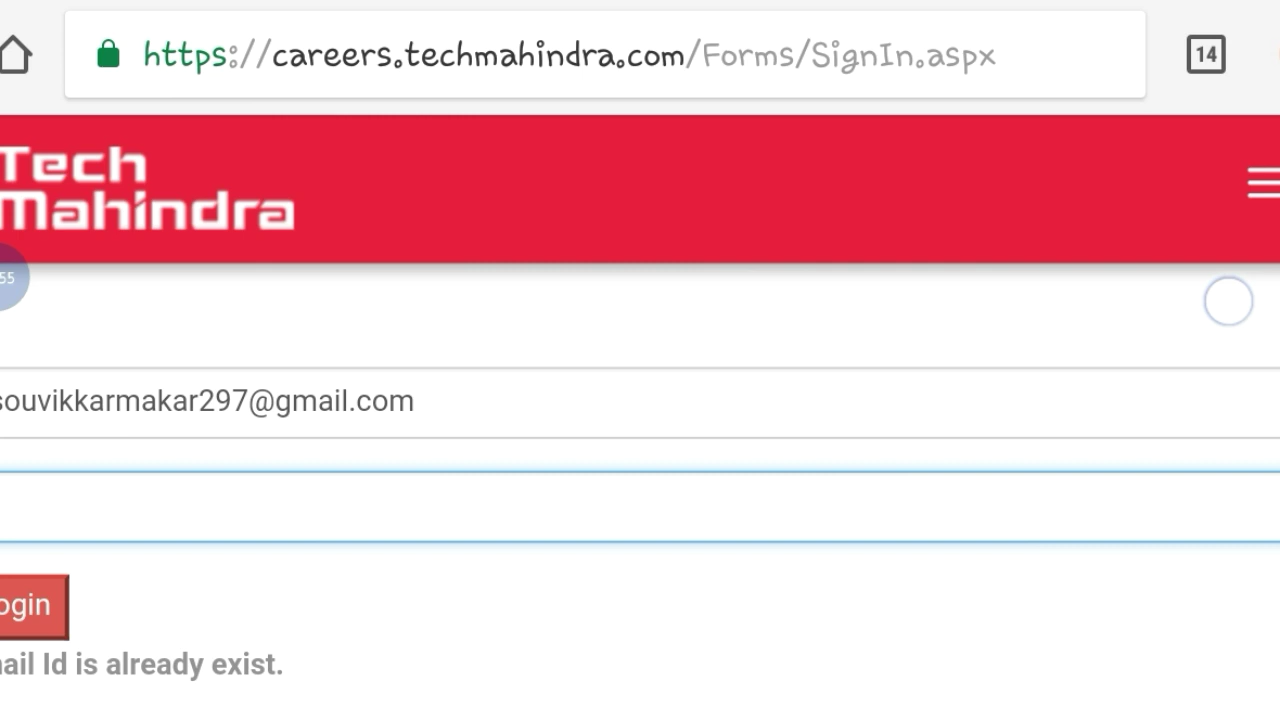 https://careers.techmahindra.com/Forms/SignIn.aspx
14
Tech
Mahindra
55
souvikkarmakar297@gmail.com
ogin
ail Id is already exist.